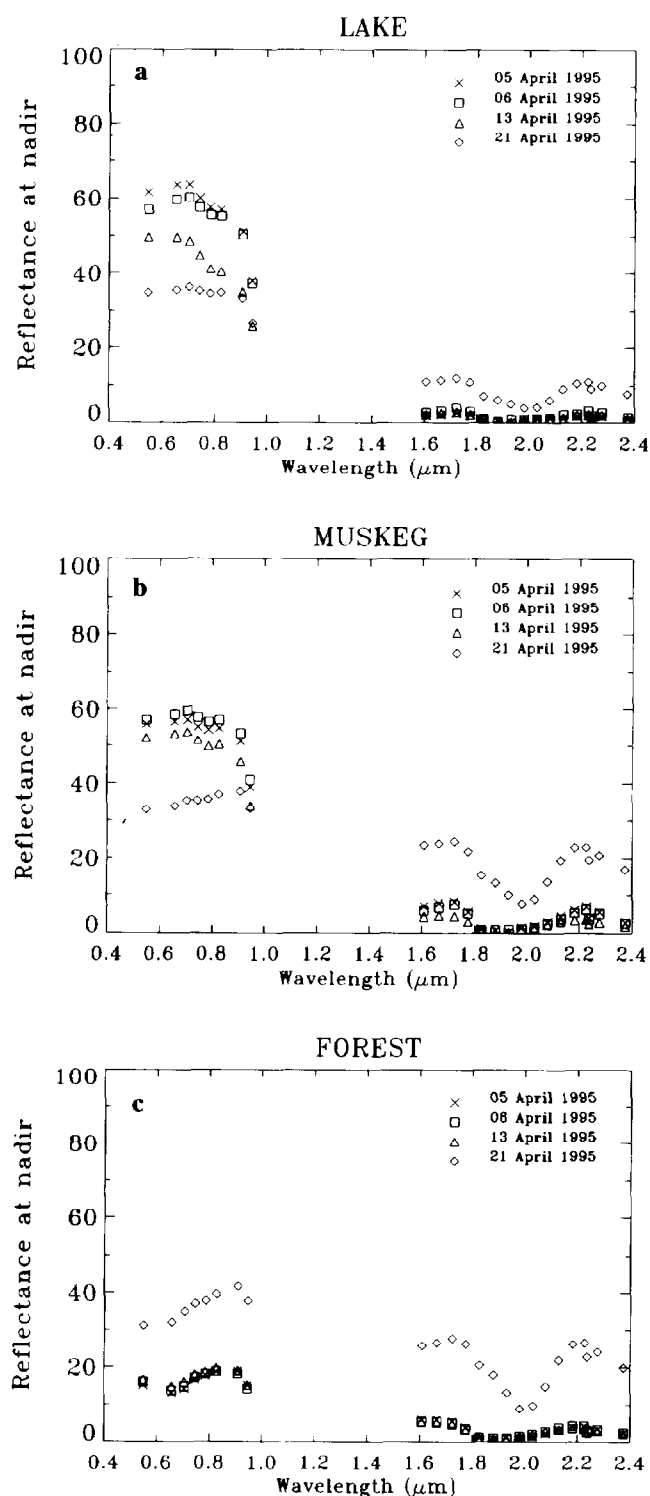 LAKE
a
× 05 April 1995
□ 06 April 1995
△ 13 April 1995
◇ 21 April 1995
Reflectance at nadir
100
80
60
40
20
0
0.4 0.6 0.8 1.0 1.2 1.4 1.6 1.8 2.0 2.2 2.4
Wavelength (μm)
MUSKEG
b
× 05 April 1995
□ 06 April 1995
△ 13 April 1995
◇ 21 April 1995
Reflectance at nadir
100
80
60
40
20
0
0.4 0.6 0.8 1.0 1.2 1.4 1.6 1.8 2.0 2.2 2.4
Wavelength (μm)
FOREST
c
× 05 April 1995
□ 06 April 1995
△ 13 April 1995
◇ 21 April 1995
Reflectance at nadir
100
80
60
40
20
0
0.4 0.6 0.8 1.0 1.2 1.4 1.6 1.8 2.0 2.2 2.4
Wavelength (μm)